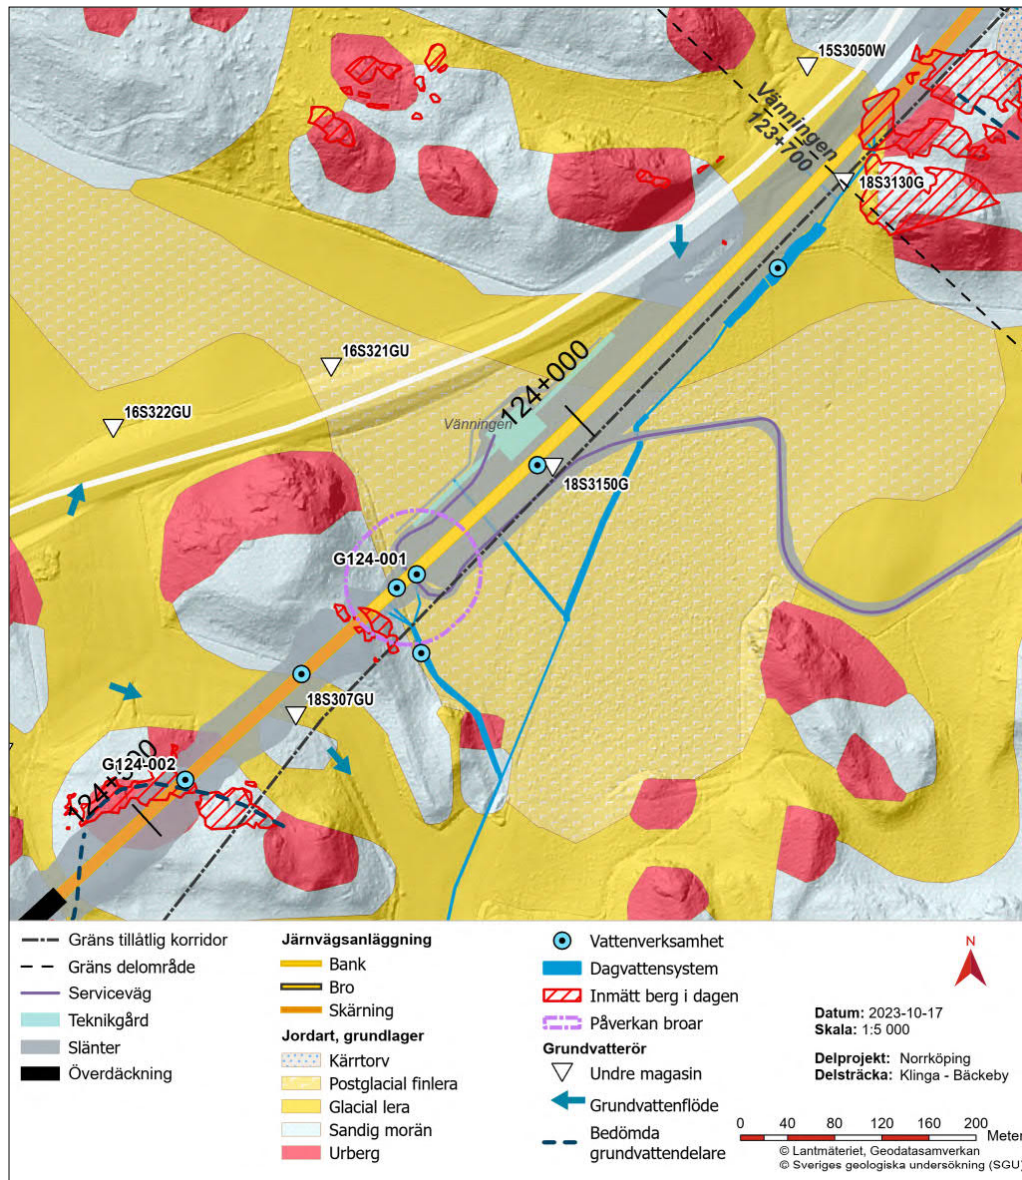 15S3050W
Vänningen
123+700
18S3130G
16S321GU
124+000
16S322GU
Vänningen
18S3150G
G124-001
18S307GU
G124-002
Gräns tillåtlig korridor
Gräns delområde
Serviceväg
Teknikgård
Slänter
Överdäckning
Järnvägsanläggning
Bank
Bro
Skärning
Jordart, grundlager
Kärrtorv
Postglacial finlera
Glacial lera
Sandig morän
Urberg
Vattenverksamhet
Dagvattensystem
Inmätt berg i dagen
Påverkan broar
Grundvatterör
Undre magasin
Grundvattenflöde
Bedömda
grundvattendelare
N
Datum: 2023-10-17
Skala: 1:5 000
Delprojekt: Norrköping
Delsträcka: Klinga - Bäckeby
0 40 80 120 160 200 Meter
© Lantmäteriet, Geodatasamverkan
© Sveriges geologiska undersökning (SGU)